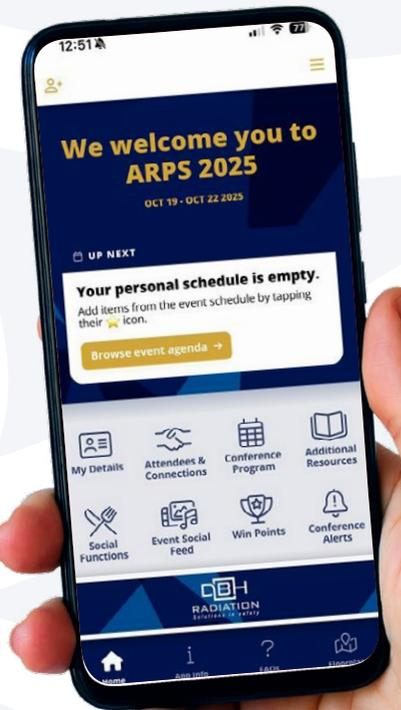 12:51
77
We welcome you to
ARPS 2025
OCT 19 - OCT 22 2025
UP NEXT
Your personal schedule is empty.
Add items from the event schedule by tapping
their ⭐ icon.
Browse event agenda →
My Details
Attendees &
Connections
Conference
Program
Additional
Resources
Social
Functions
Event Social
Feed
Win Points
Conference
Alerts
DBH
RADIATION
Solutions in safety
Home
App Info
FAQs